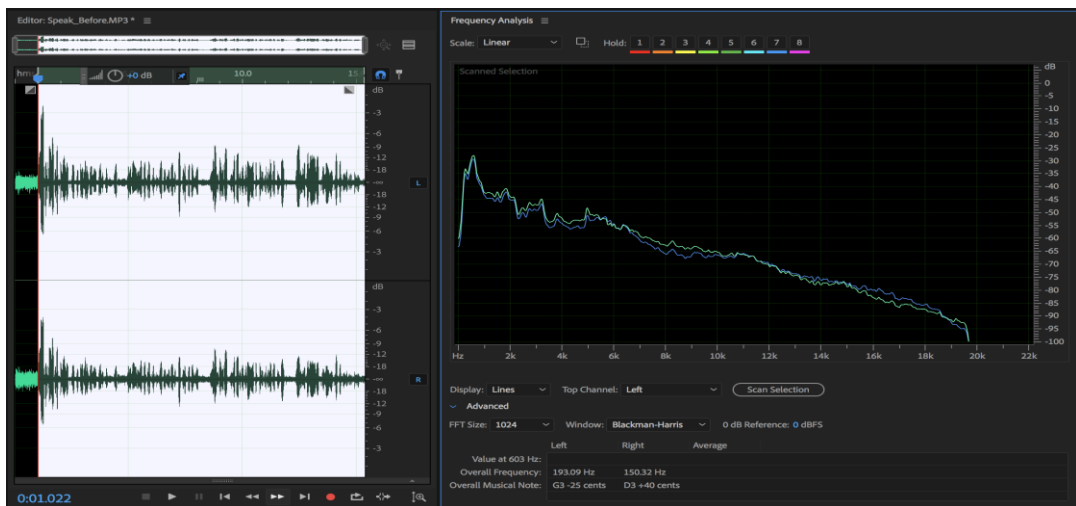 Editor: Speak_Before.MP3 *
hms
+0 dB
10.0
15
dB
-3
-6
-9
-12
-18
-∞
-18
-12
-9
-6
-3
L
dB
-3
-6
-9
-12
-18
-∞
-18
-12
-9
-6
-3
R
0:01.022
Frequency Analysis
Scale: Linear
Hold: 1 2 3 4 5 6 7 8
Scanned Selection
dB
0
-5
-10
-15
-20
-25
-30
-35
-40
-45
-50
-55
-60
-65
-70
-75
-80
-85
-90
-95
-100
Hz 2k 4k 6k 8k 10k 12k 14k 16k 18k 20k 22k
Display: Lines Top Channel: Left Scan Selection
Advanced
FFT Size: 1024 Window: Blackman-Harris 0 dB Reference: 0 dBFS
Left Right Average
Value at 603 Hz:
Overall Frequency: 193.09 Hz 150.32 Hz
Overall Musical Note: G3 -25 cents D3 +40 cents